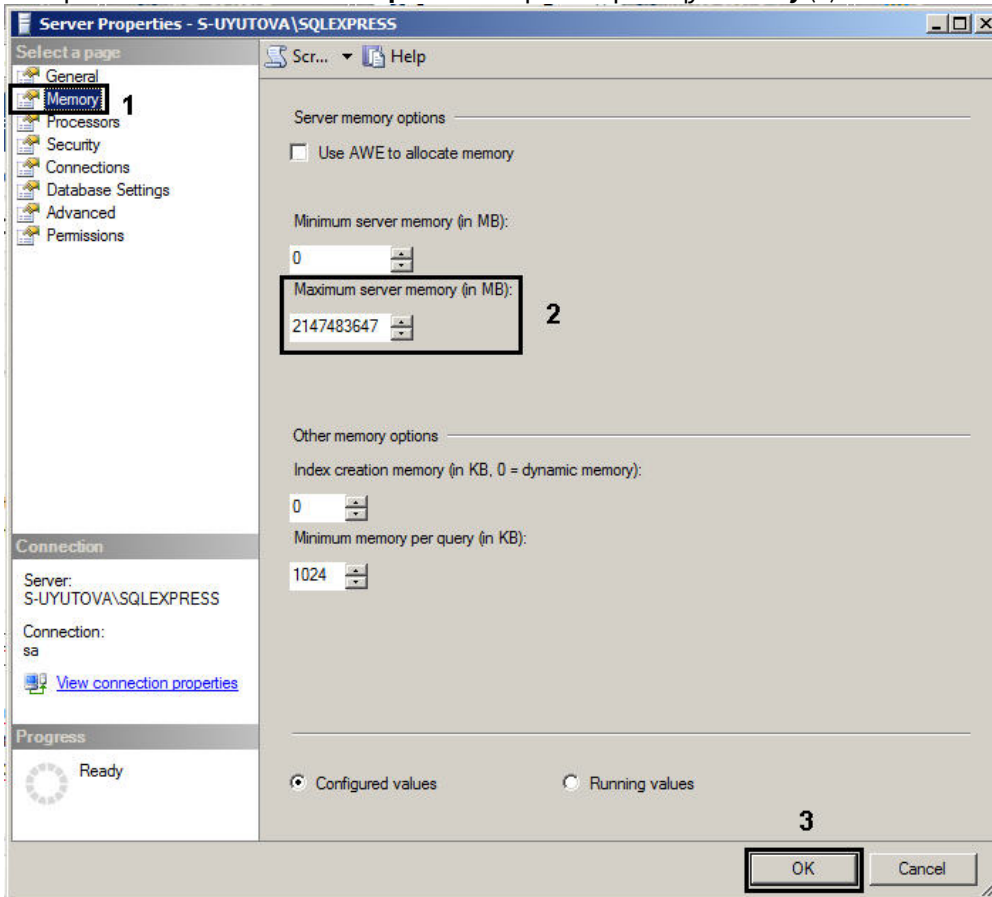 Server Properties - S-UYUTOVA\SQLEXPRESS
Select a page
General
Memory
1
Processors
Security
Connections
Database Settings
Advanced
Permissions
Scr...
Help
Server memory options
Use AWE to allocate memory
Minimum server memory (in MB):
0
Maximum server memory (in MB):
2147483647
2
Other memory options
Index creation memory (in KB, 0 = dynamic memory):
0
Minimum memory per query (in KB):
1024
Connection
Server:
S-UYUTOVA\SQLEXPRESS
Connection:
sa
View connection properties
Progress
Ready
Configured values
Running values
3
OK
Cancel